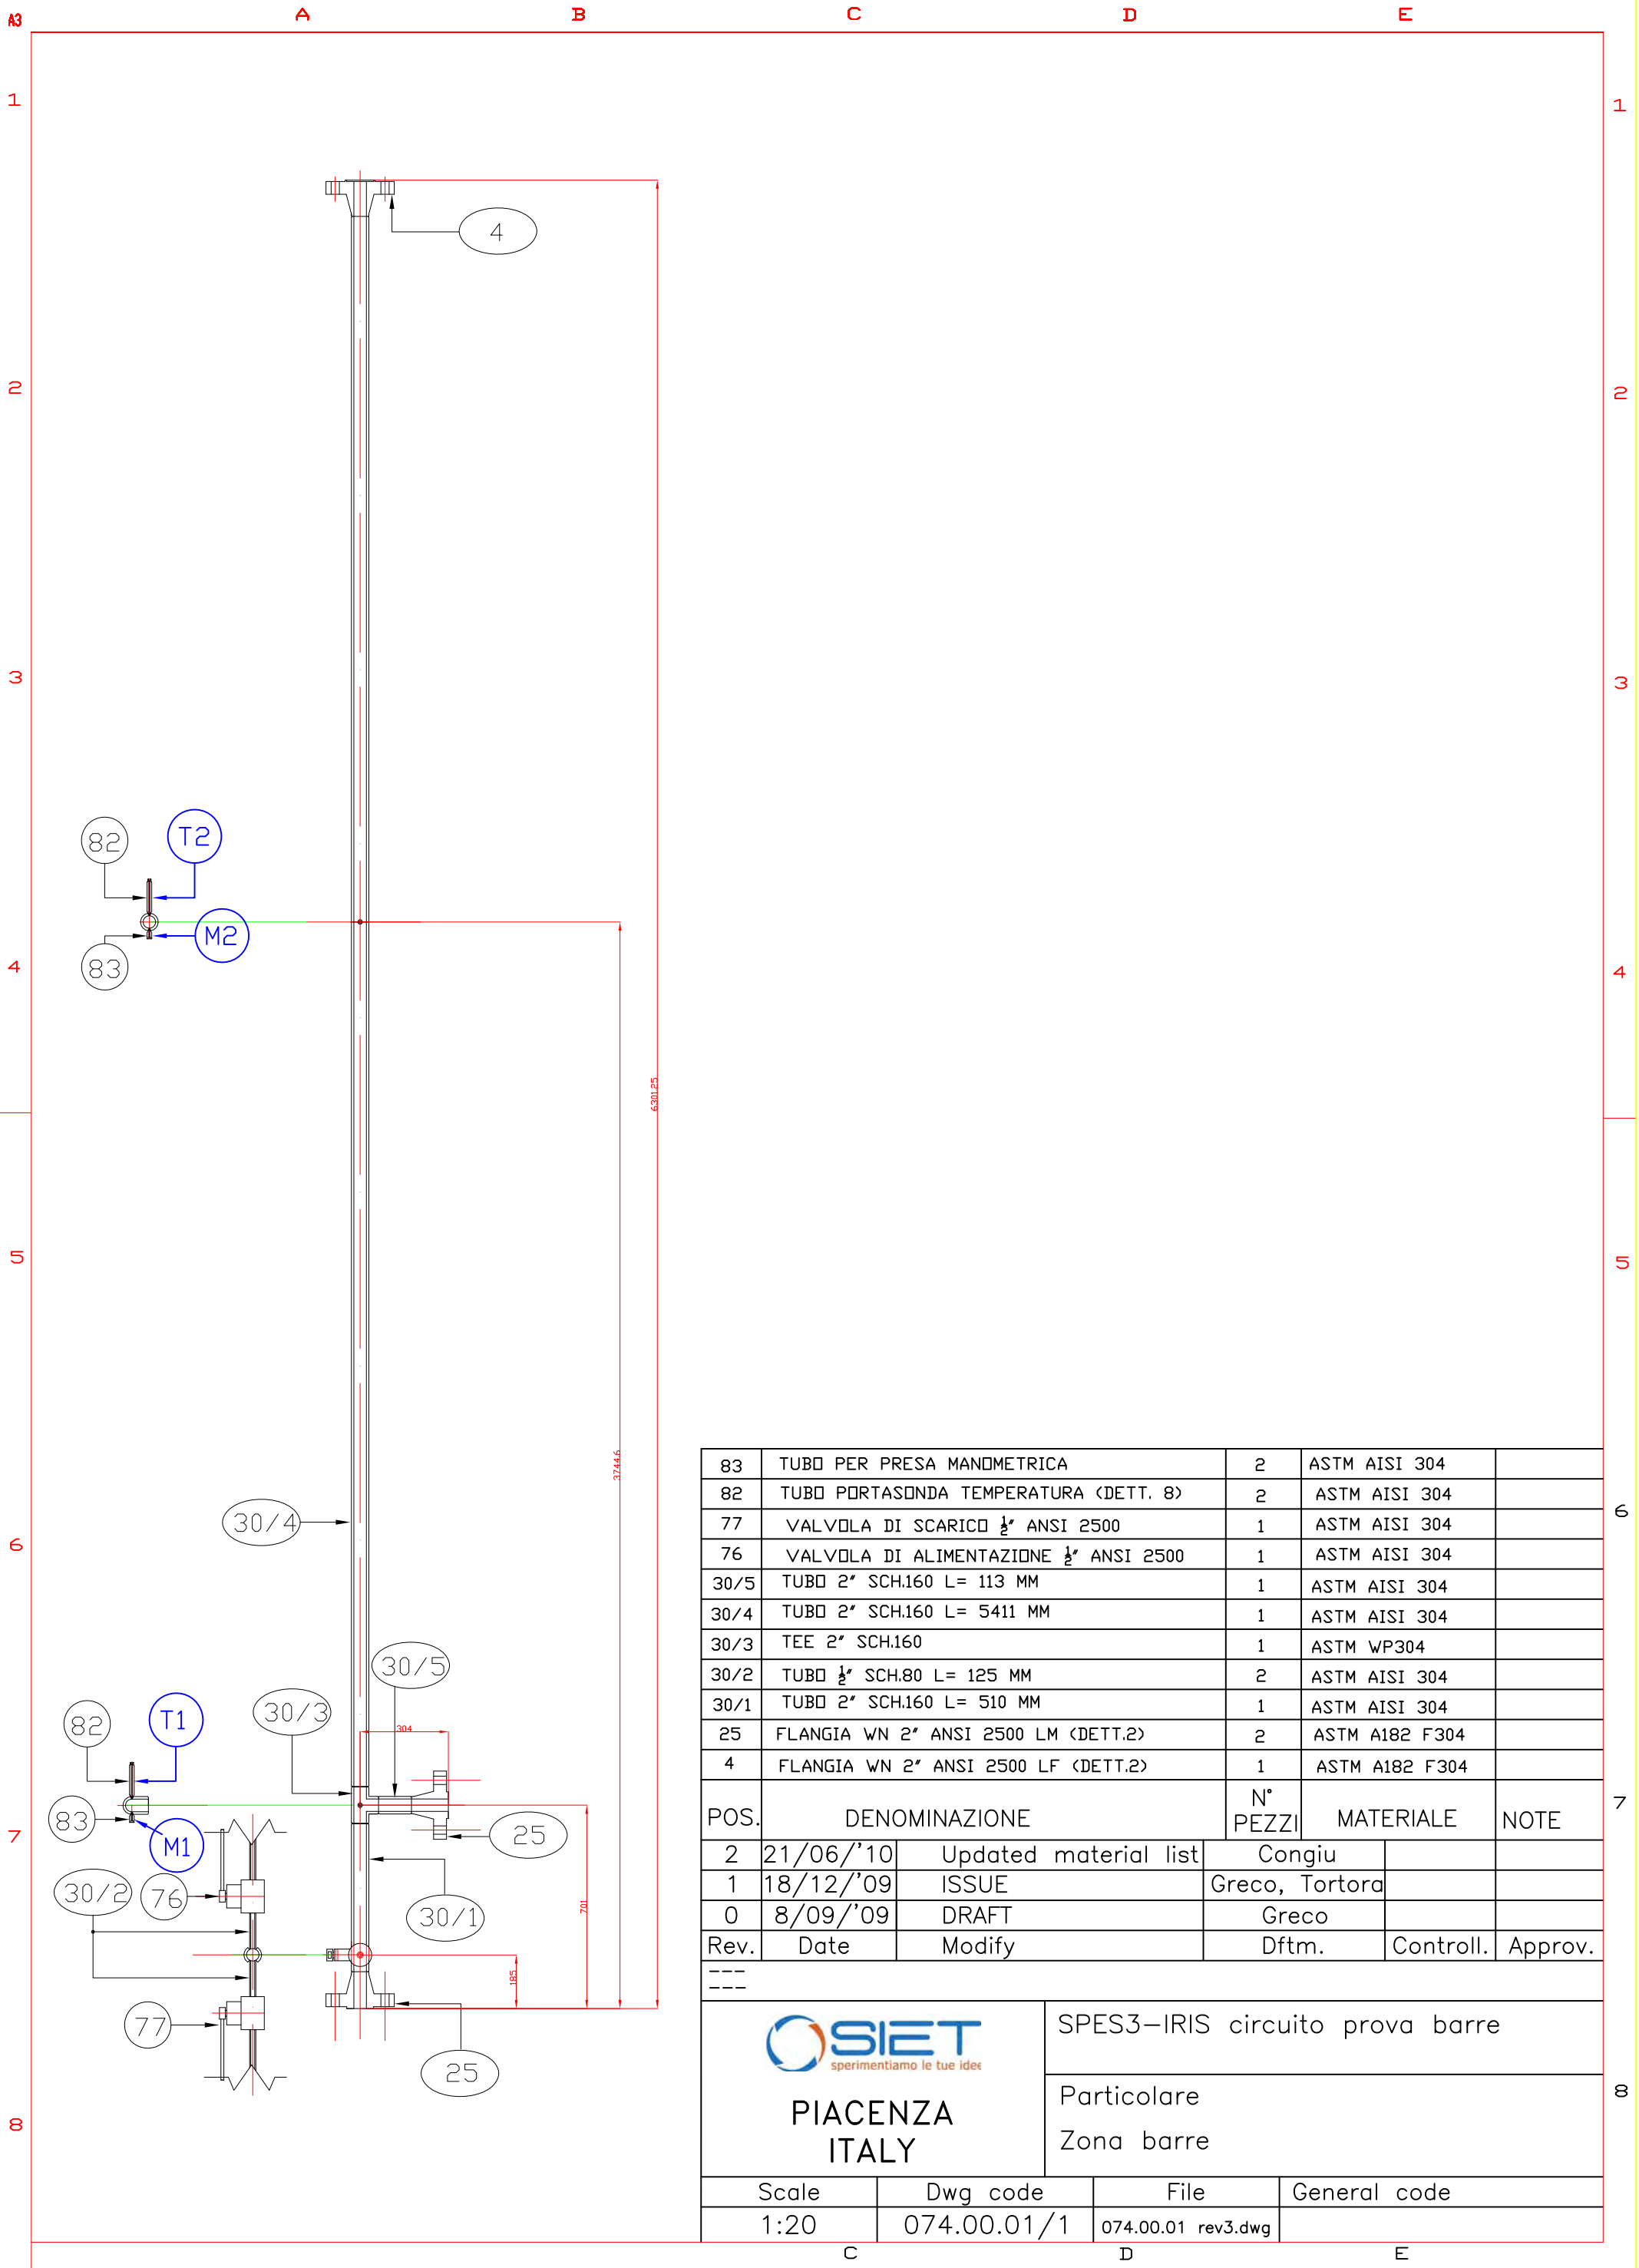 A3
A B C D E
1 1
4
2 2
3 3
82 T2
M2
83
4 4
6301.25
5 5
3744.6
30/4
6 6
30/5
30/3
82 T1
304
83
M1
25
7 7
30/2 76
30/1
701
185
77
25
8 8
83 TUBO PER PRESA MANOMETRICA 2 ASTM AISI 304
82 TUBO PORTASONDA TEMPERATURA (DETT. 8) 2 ASTM AISI 304
77 VALVOLA DI SCARICO ½" ANSI 2500 1 ASTM AISI 304
76 VALVOLA DI ALIMENTAZIONE ½" ANSI 2500 1 ASTM AISI 304
30/5 TUBO 2" SCH.160 L= 113 MM 1 ASTM AISI 304
30/4 TUBO 2" SCH.160 L= 5411 MM 1 ASTM AISI 304
30/3 TEE 2" SCH.160 1 ASTM WP304
30/2 TUBO ½" SCH.80 L= 125 MM 2 ASTM AISI 304
30/1 TUBO 2" SCH.160 L= 510 MM 1 ASTM AISI 304
25 FLANGIA WN 2" ANSI 2500 LM (DETT.2) 2 ASTM A182 F304
4 FLANGIA WN 2" ANSI 2500 LF (DETT.2) 1 ASTM A182 F304
POS. DENOMINAZIONE N° PEZZI MATERIALE NOTE
2 21/06/'10 Updated material list Congiu
1 18/12/'09 ISSUE Greco, Tortora
0 8/09/'09 DRAFT Greco
Rev. Date Modify Dftm. Controll. Approv.
---
---
SIET
sperimentiamo le tue idee
PIACENZA
ITALY
SPES3-IRIS circuito prova barre
Particolare
Zona barre
Scale Dwg code File General code
1:20 074.00.01/1 074.00.01 rev3.dwg
C D E